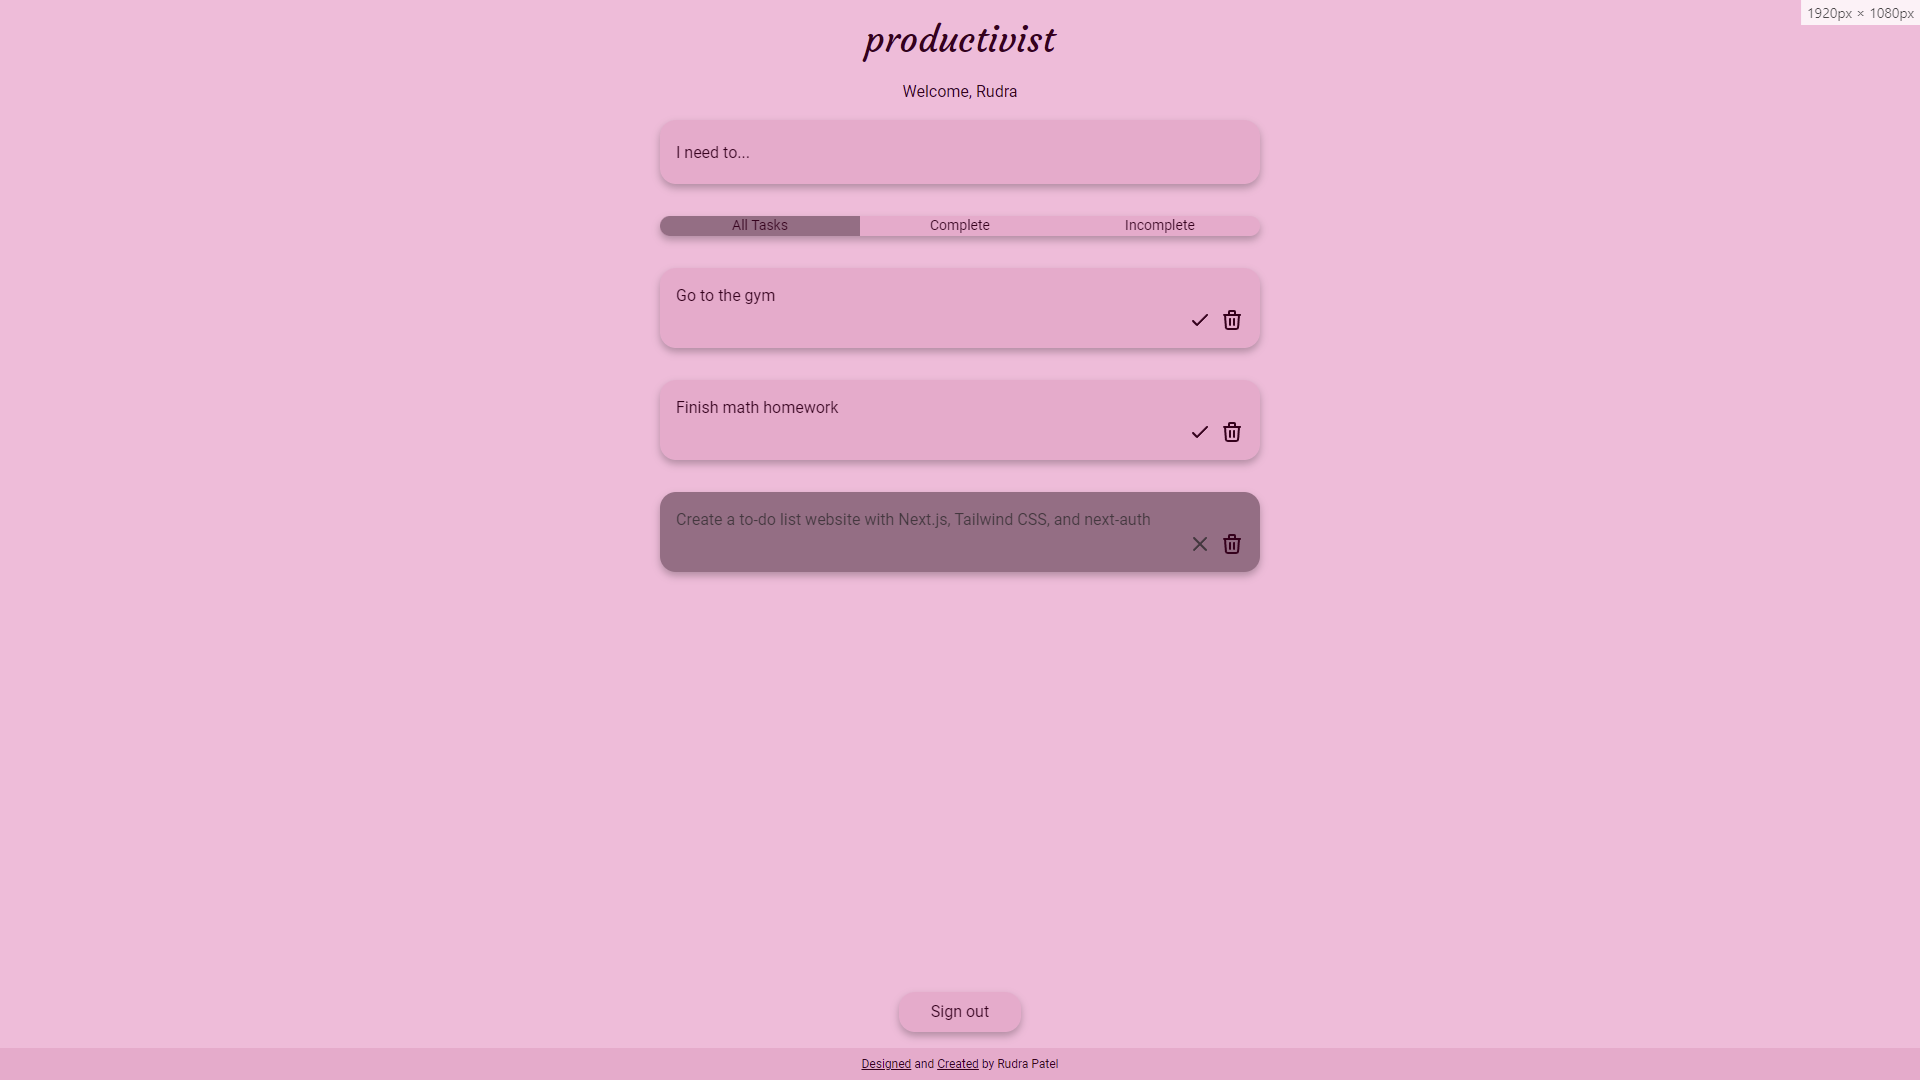 1920px × 1080px
productivist
Welcome, Rudra
I need to...
All Tasks Complete Incomplete
Go to the gym
Finish math homework
Create a to-do list website with Next.js, Tailwind CSS, and next-auth
Sign out
Designed and Created by Rudra Patel